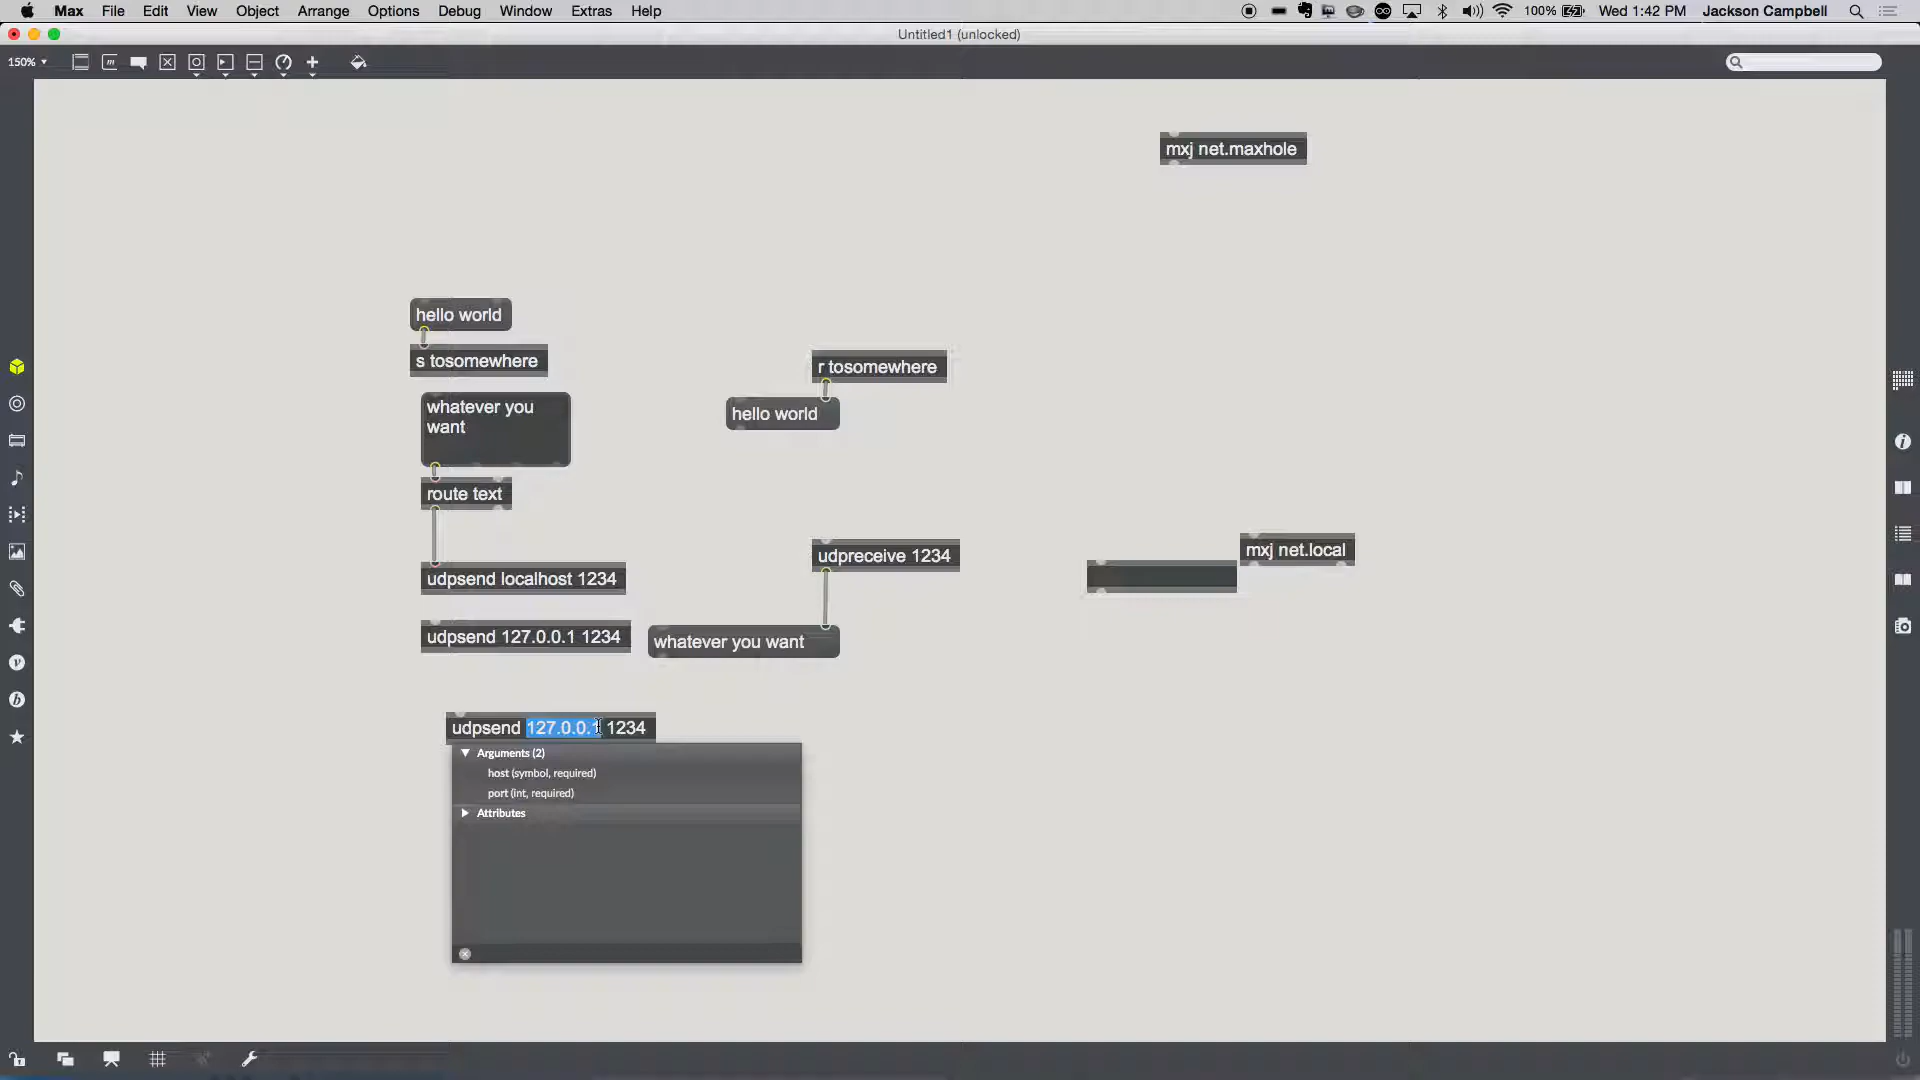 Max File Edit View Object Arrange Options Debug Window Extras Help
100% Wed 1:42 PM Jackson Campbell
Untitled1 (unlocked)
150%
mxj net.maxhole
hello world
s tosomewhere
r tosomewhere
whatever you
want
hello world
route text
udpreceive 1234
mxj net.local
udpsend localhost 1234
udpsend 127.0.0.1 1234
whatever you want
udpsend 127.0.0.1 1234
Arguments (2)
host (symbol, required)
port (int, required)
Attributes